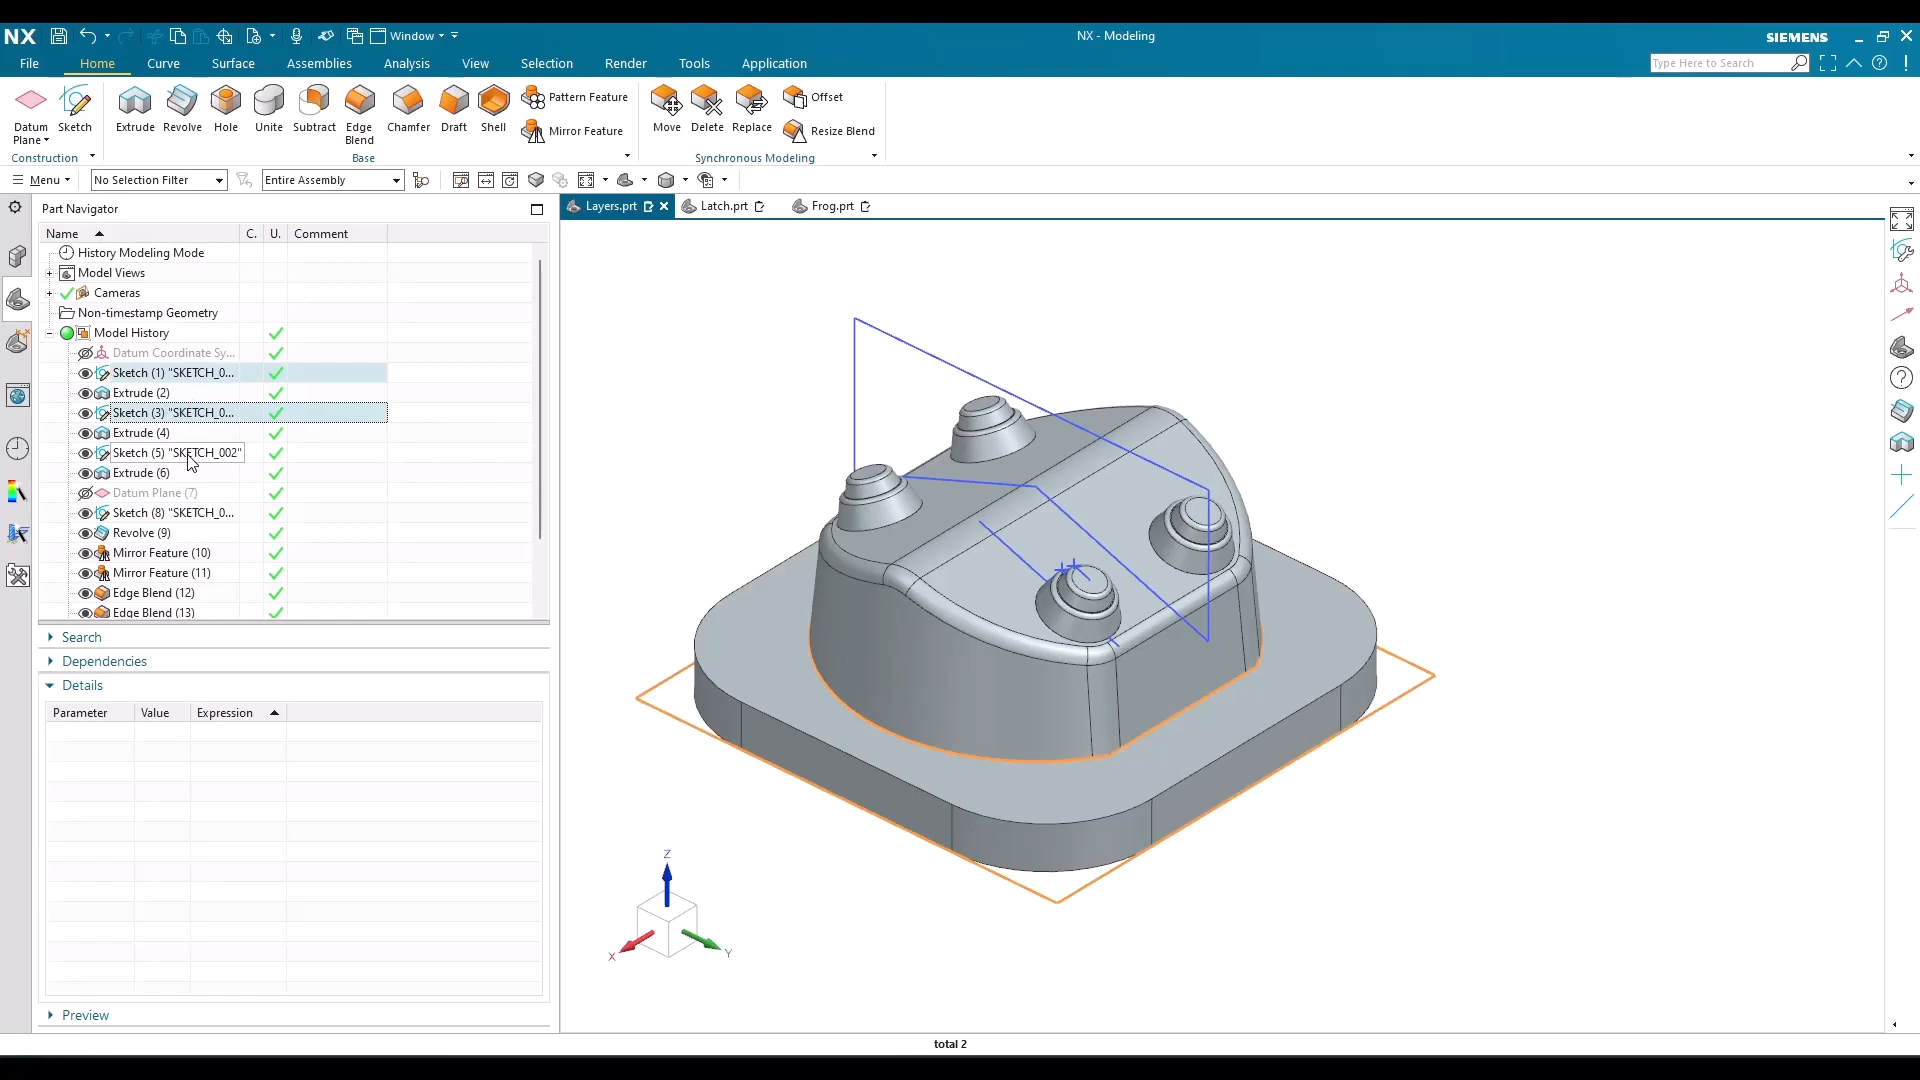 NX
Window
NX - Modeling
SIEMENS
File
Home
Curve
Surface
Assemblies
Analysis
View
Selection
Render
Tools
Application
Type Here to Search
Datum Plane
Sketch
Extrude
Revolve
Hole
Unite
Subtract
Edge Blend
Chamfer
Draft
Shell
Pattern Feature
Mirror Feature
Move
Delete
Replace
Offset
Resize Blend
Construction
Base
Synchronous Modeling
Menu
No Selection Filter
Entire Assembly
Part Navigator
Layers.prt
Latch.prt
Frog.prt
Name
C.
U.
Comment
History Modeling Mode
Model Views
Cameras
Non-timestamp Geometry
Model History
Datum Coordinate Sy...
Sketch (1) "SKETCH_0...
Extrude (2)
Sketch (3) "SKETCH_0...
Extrude (4)
Sketch (5) "SKETCH_002"
Extrude (6)
Datum Plane (7)
Sketch (8) "SKETCH_0...
Revolve (9)
Mirror Feature (10)
Mirror Feature (11)
Edge Blend (12)
Edge Blend (13)
Search
Dependencies
Details
Parameter
Value
Expression
Preview
Z
X
Y
total 2